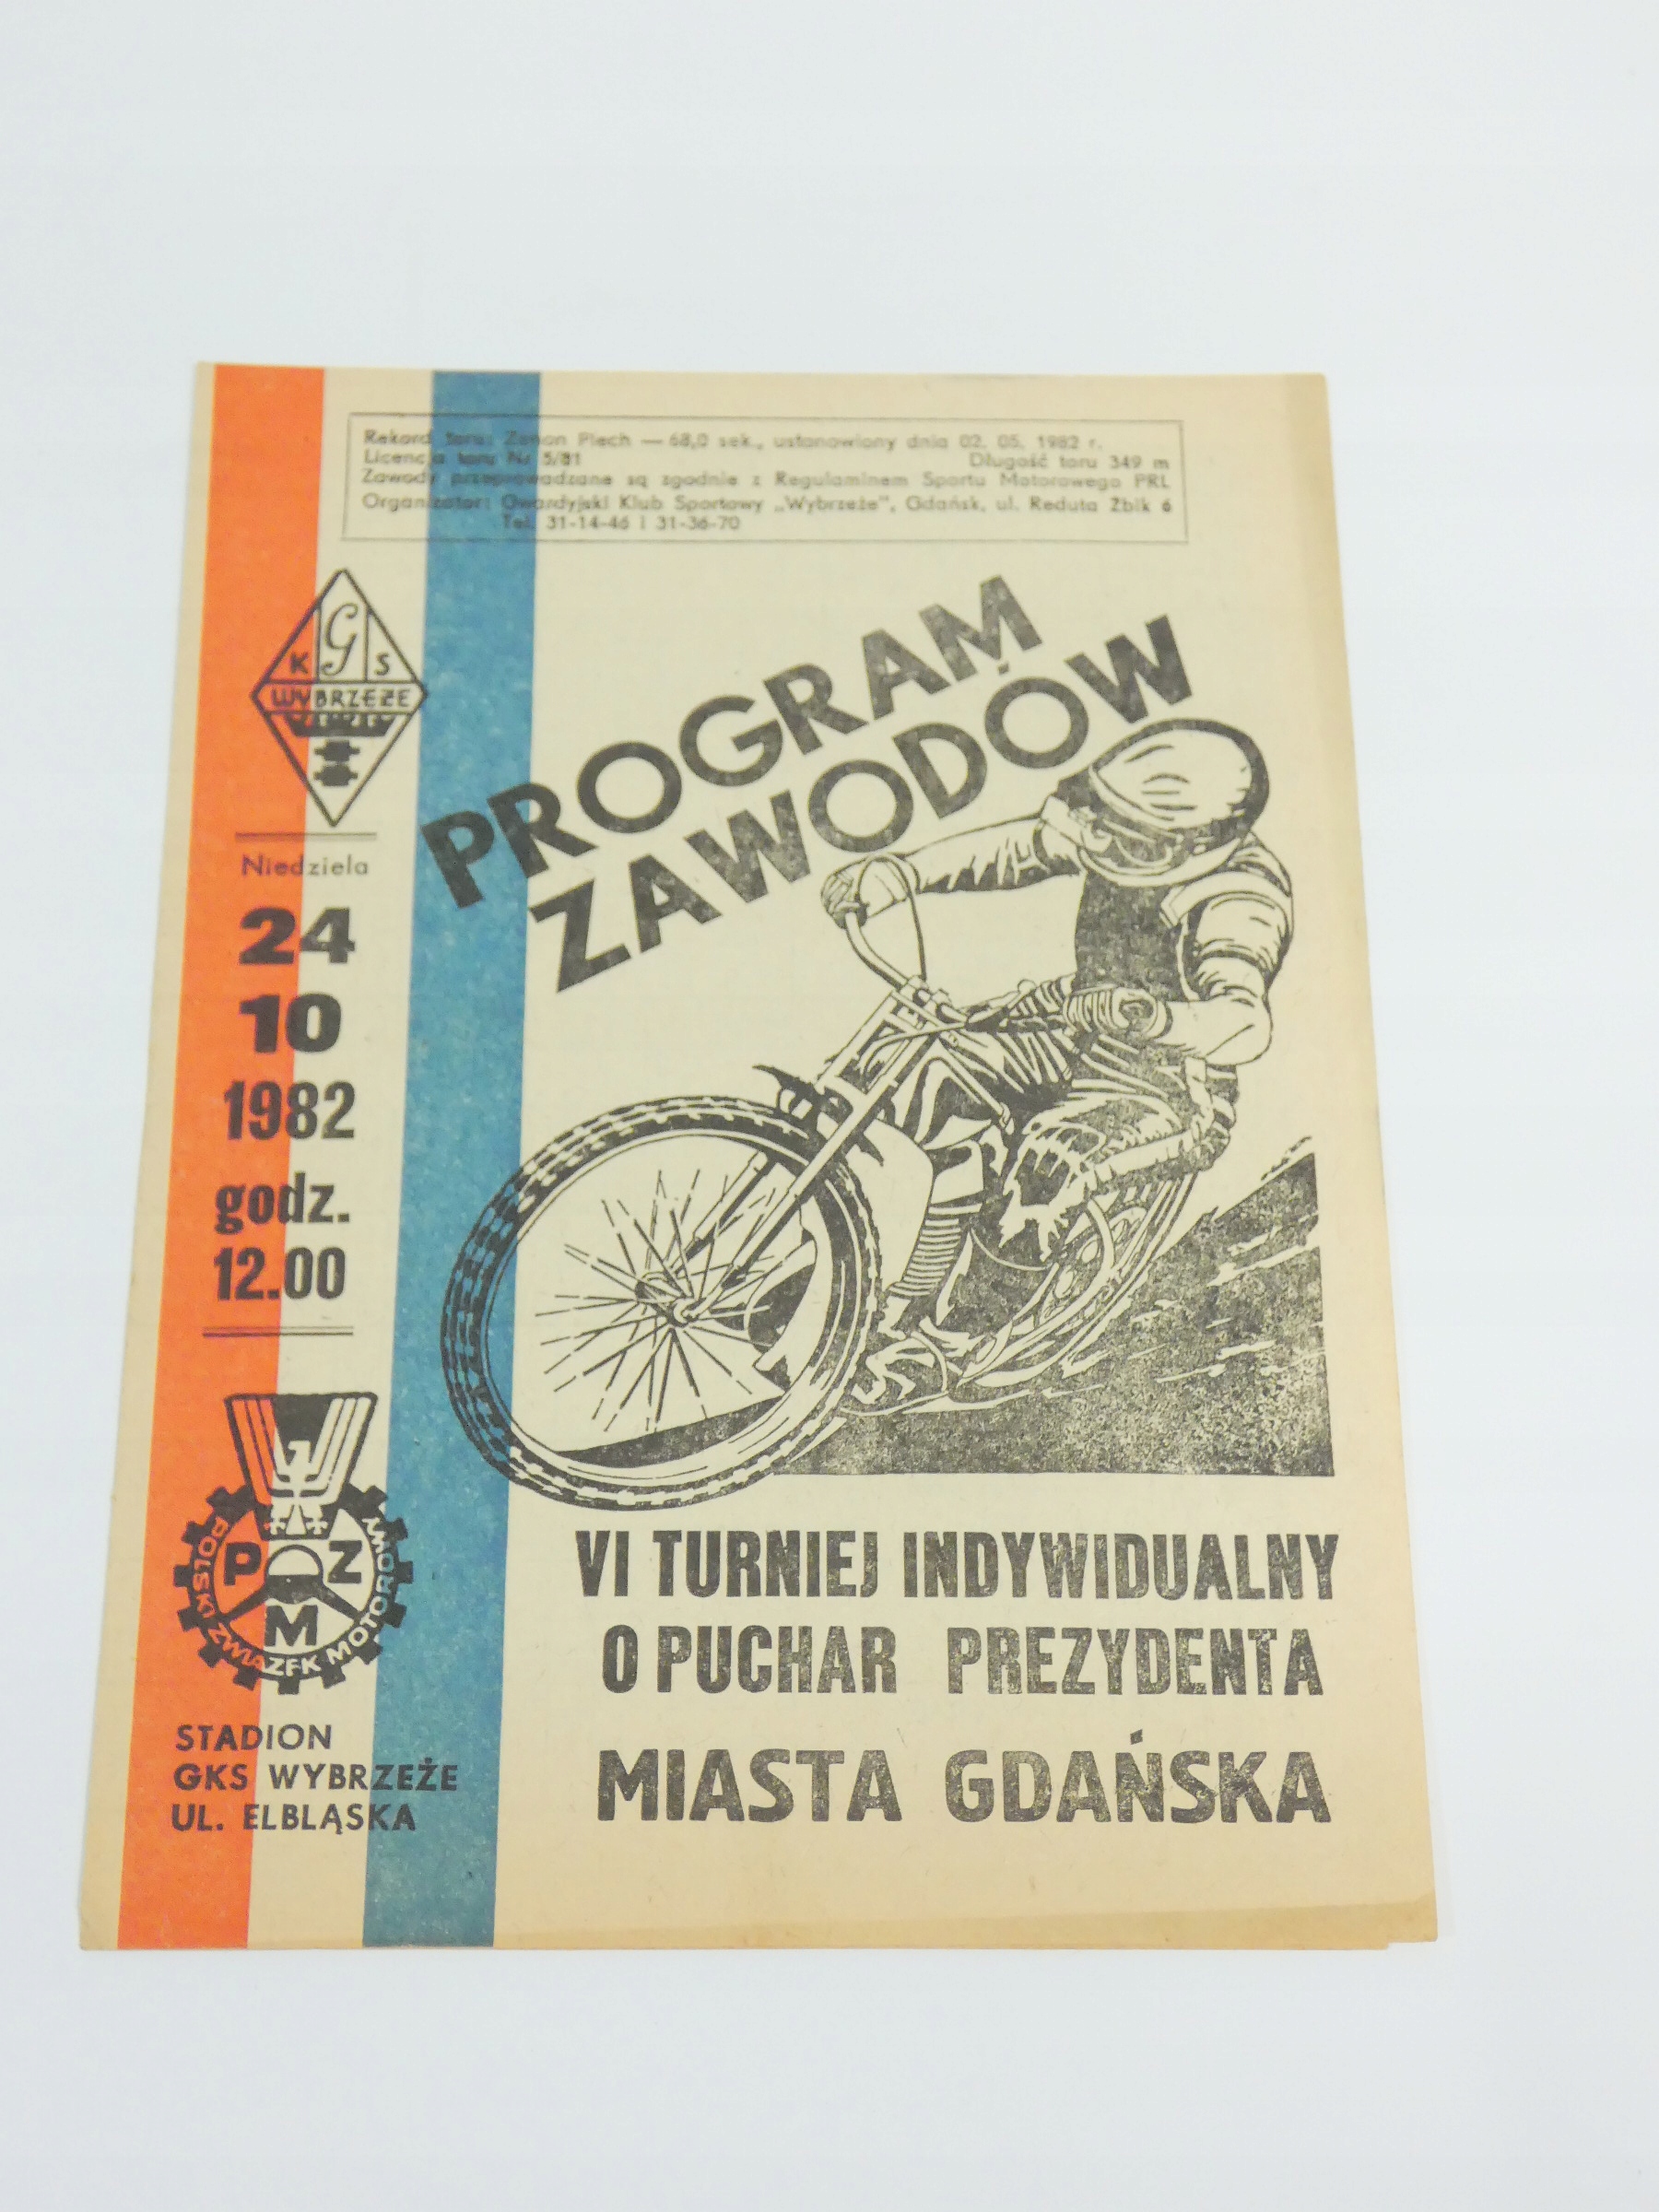 Rekord toru: Zenon Plech — 68,0 sek., ustanowiony dnia 02. 05. 1982 r.
Licencja toru Nr 5/81 Długość toru 349 m
Zawody przeprowadzane są zgodnie z Regulaminem Sportu Motorowego PRL
Organizator: Gwardyjski Klub Sportowy „Wybrzeże”, Gdańsk, ul. Reduta Żbik 6
Tel. 31-14-46 i 31-36-70
G
K S
WYBRZEŻE
PROGRAM
ZAWODÓW
Niedziela
24
10
1982
godz.
12.00
P Z
M
POLSKI ZWIĄZEK MOTOROWY
STADION
GKS WYBRZEŻE
UL. ELBLĄSKA
VI TURNIEJ INDYWIDUALNY
O PUCHAR PREZYDENTA
MIASTA GDAŃSKA